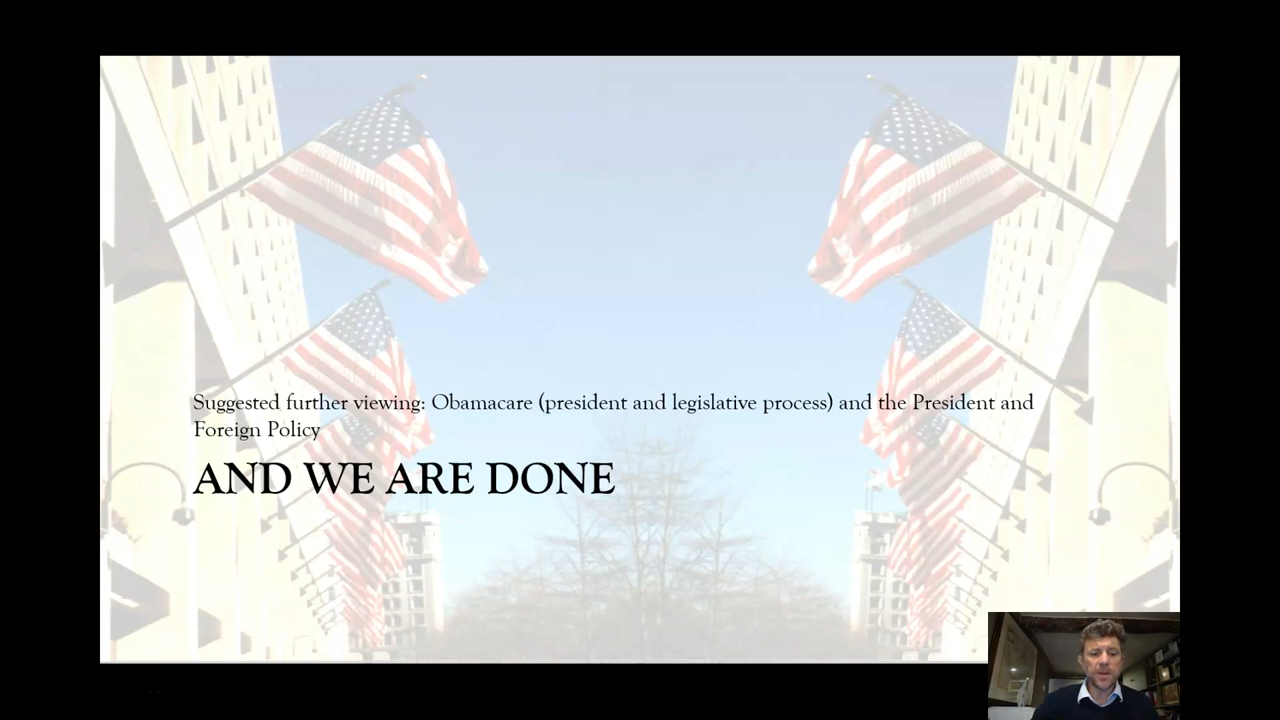 Suggested further viewing: Obamacare (president and legislative process) and the President and
Foreign Policy
AND WE ARE DONE